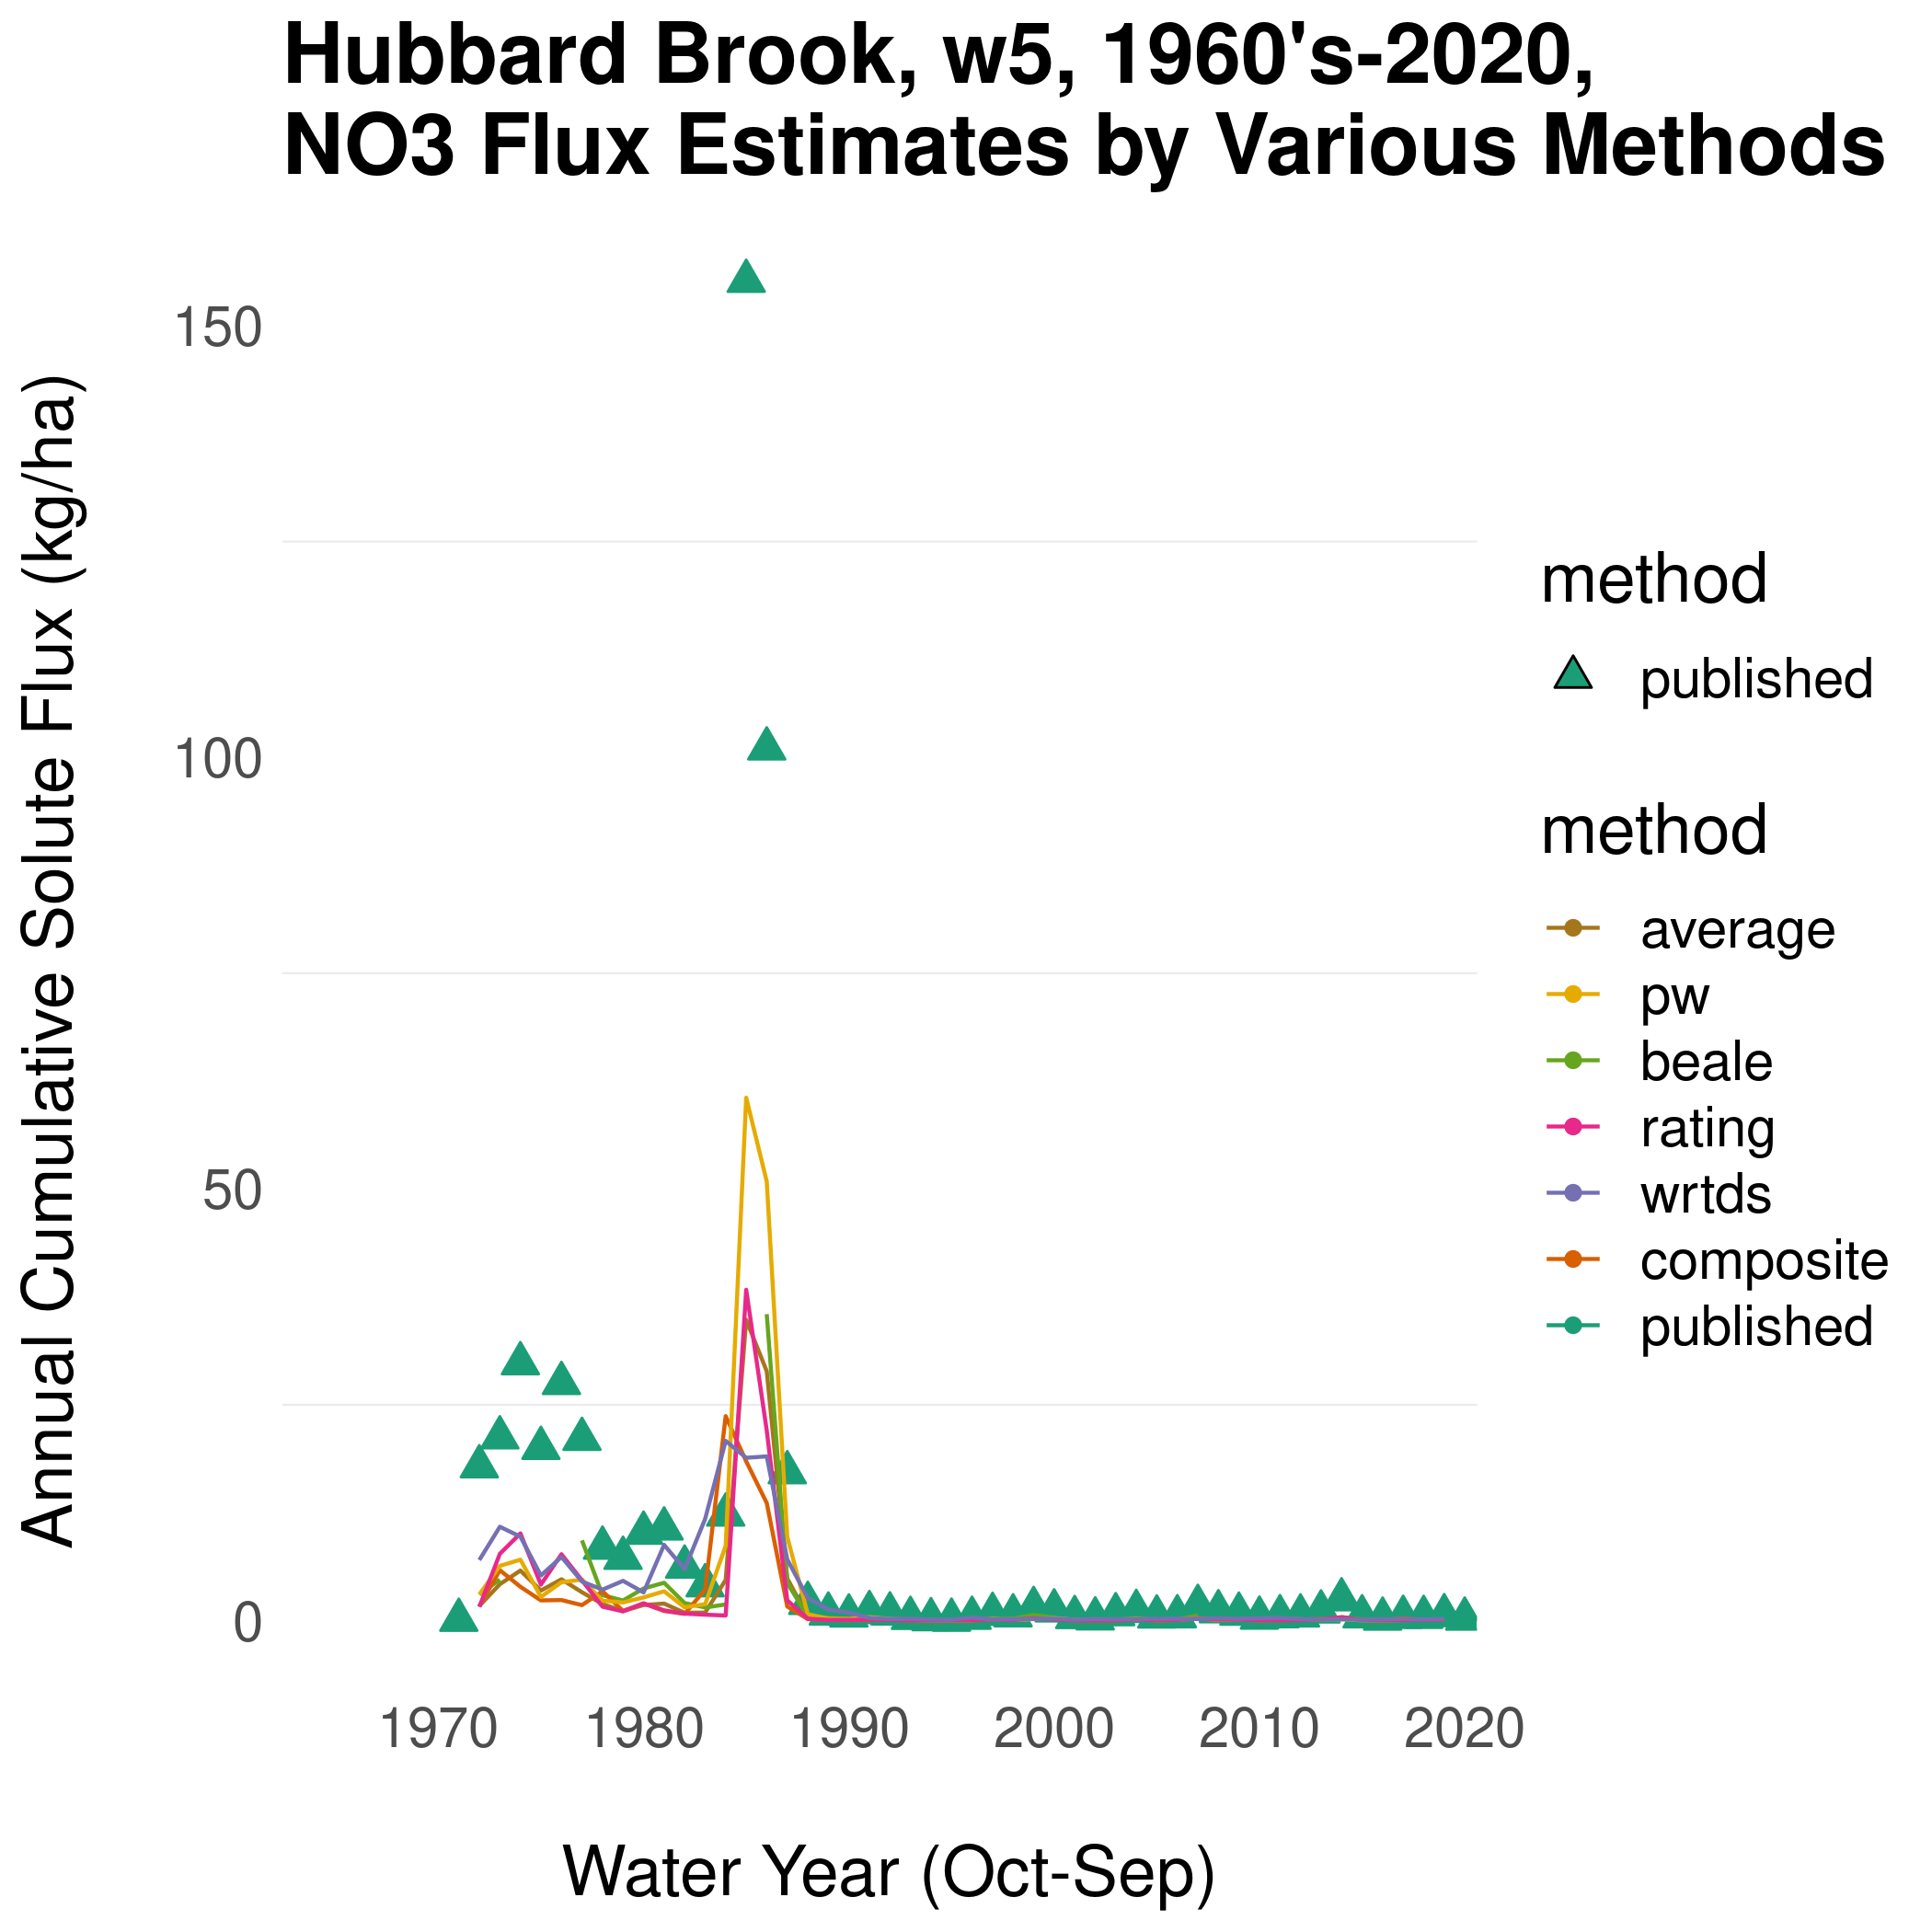 Hubbard Brook, w5, 1960's-2020,
NO3 Flux Estimates by Various Methods
Annual Cumulative Solute Flux (kg/ha)
150
100
50
0
1970 1980 1990 2000 2010 2020
Water Year (Oct-Sep)
method
published
method
average
pw
beale
rating
wrtds
composite
published